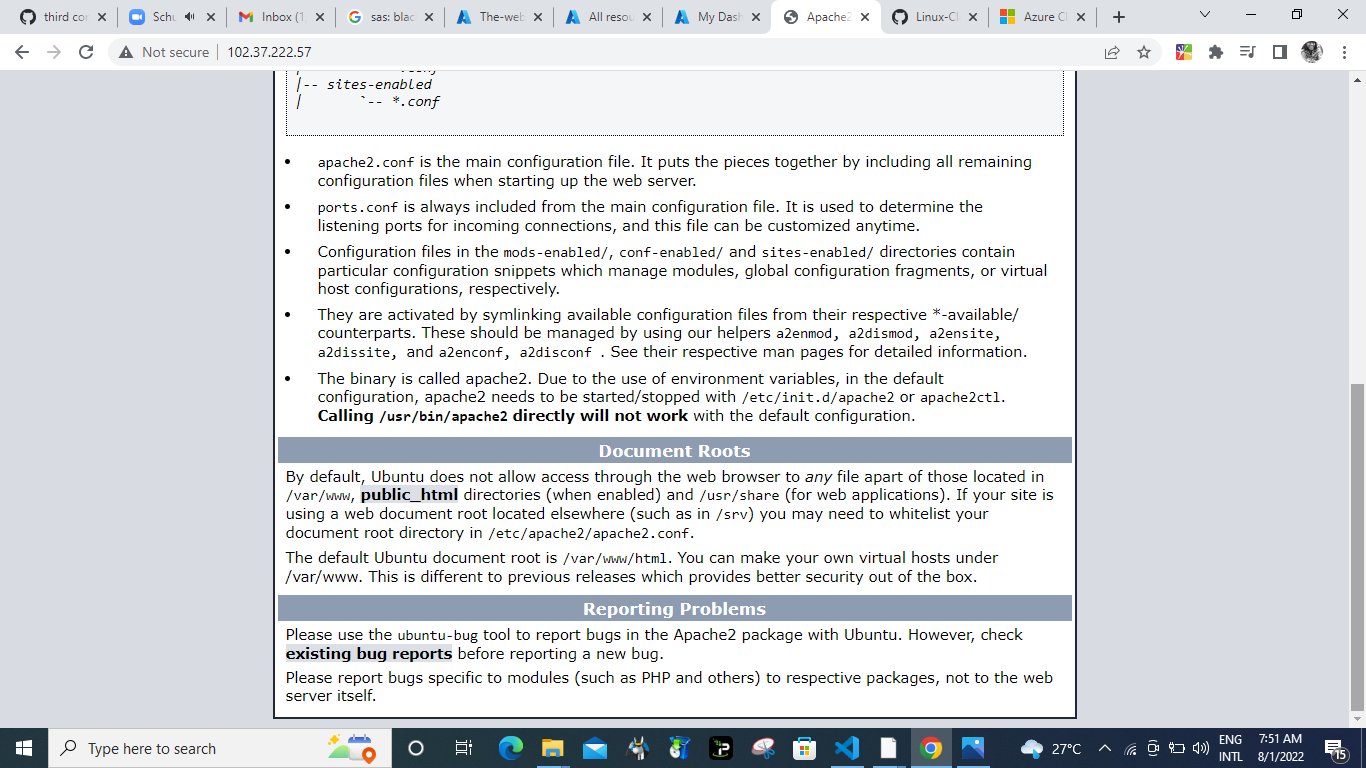 third cor
Schu
Inbox (1
sas: blac
The-web
All resou
My Dash
Apache2
Linux-Cl
Azure Cl
Not secure
102.37.222.57
|-- sites-enabled
| `-- *.conf
• apache2.conf is the main configuration file. It puts the pieces together by including all remaining
configuration files when starting up the web server.
• ports.conf is always included from the main configuration file. It is used to determine the
listening ports for incoming connections, and this file can be customized anytime.
• Configuration files in the mods-enabled/, conf-enabled/ and sites-enabled/ directories contain
particular configuration snippets which manage modules, global configuration fragments, or virtual
host configurations, respectively.
• They are activated by symlinking available configuration files from their respective *-available/
counterparts. These should be managed by using our helpers a2enmod, a2dismod, a2ensite,
a2dissite, and a2enconf, a2disconf . See their respective man pages for detailed information.
• The binary is called apache2. Due to the use of environment variables, in the default
configuration, apache2 needs to be started/stopped with /etc/init.d/apache2 or apache2ctl.
Calling /usr/bin/apache2 directly will not work with the default configuration.
Document Roots
By default, Ubuntu does not allow access through the web browser to any file apart of those located in
/var/www, public_html directories (when enabled) and /usr/share (for web applications). If your site is
using a web document root located elsewhere (such as in /srv) you may need to whitelist your
document root directory in /etc/apache2/apache2.conf.
The default Ubuntu document root is /var/www/html. You can make your own virtual hosts under
/var/www. This is different to previous releases which provides better security out of the box.
Reporting Problems
Please use the ubuntu-bug tool to report bugs in the Apache2 package with Ubuntu. However, check
existing bug reports before reporting a new bug.
Please report bugs specific to modules (such as PHP and others) to respective packages, not to the web
server itself.
Type here to search
27°C
ENG
INTL
7:51 AM
8/1/2022
15